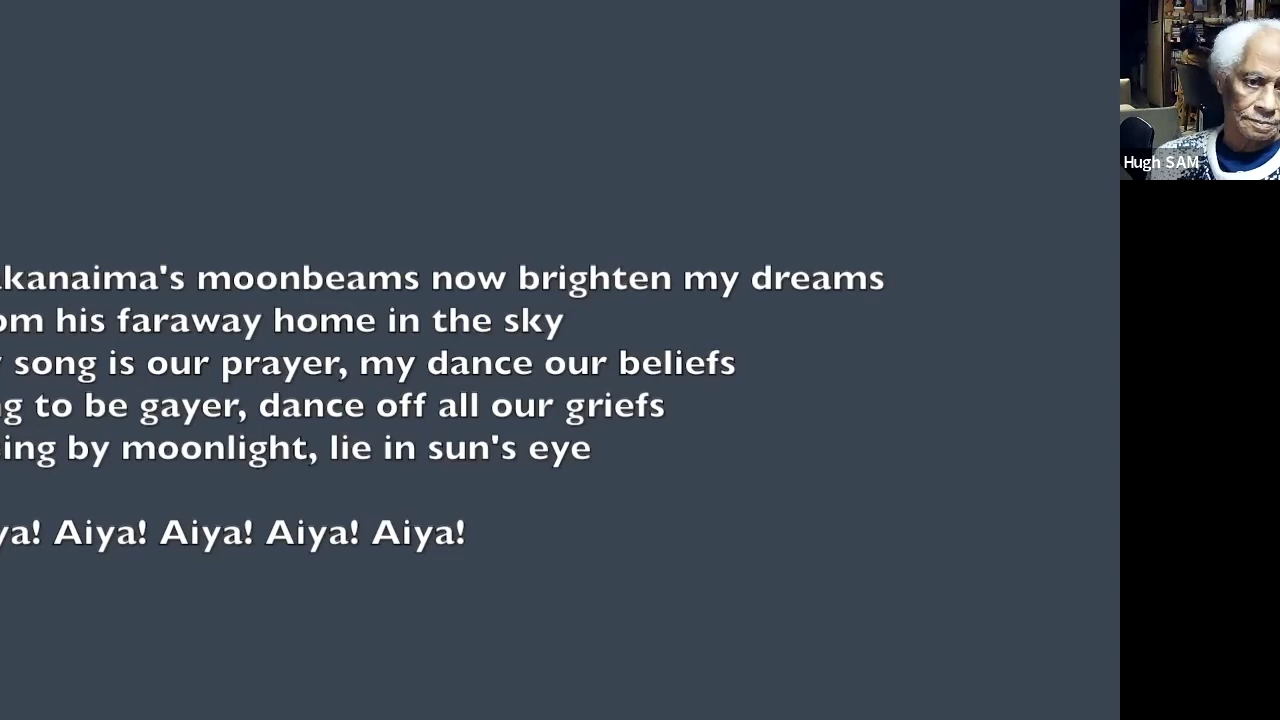 Hugh SAM
kanaima's moonbeams now brighten my dreams
om his faraway home in the sky
song is our prayer, my dance our beliefs
g to be gayer, dance off all our griefs
ing by moonlight, lie in sun's eye
ya! Aiya! Aiya! Aiya! Aiya!